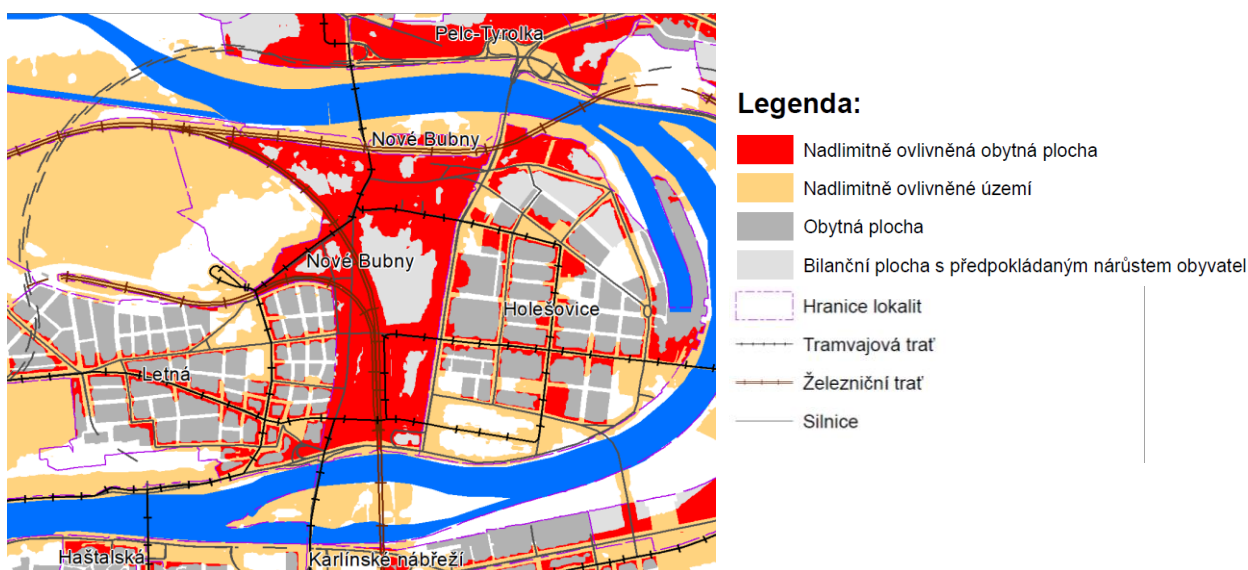 Pelc-Tyrolka
Nové Bubny
Nové Bubny
Holešovice
Letná
Haštalská
Karlínské nábřeží
Legenda:
Nadlimitně ovlivněná obytná plocha
Nadlimitně ovlivněné území
Obytná plocha
Bilanční plocha s předpokládaným nárůstem obyvatel
Hranice lokalit
Tramvajová trať
Železniční trať
Silnice